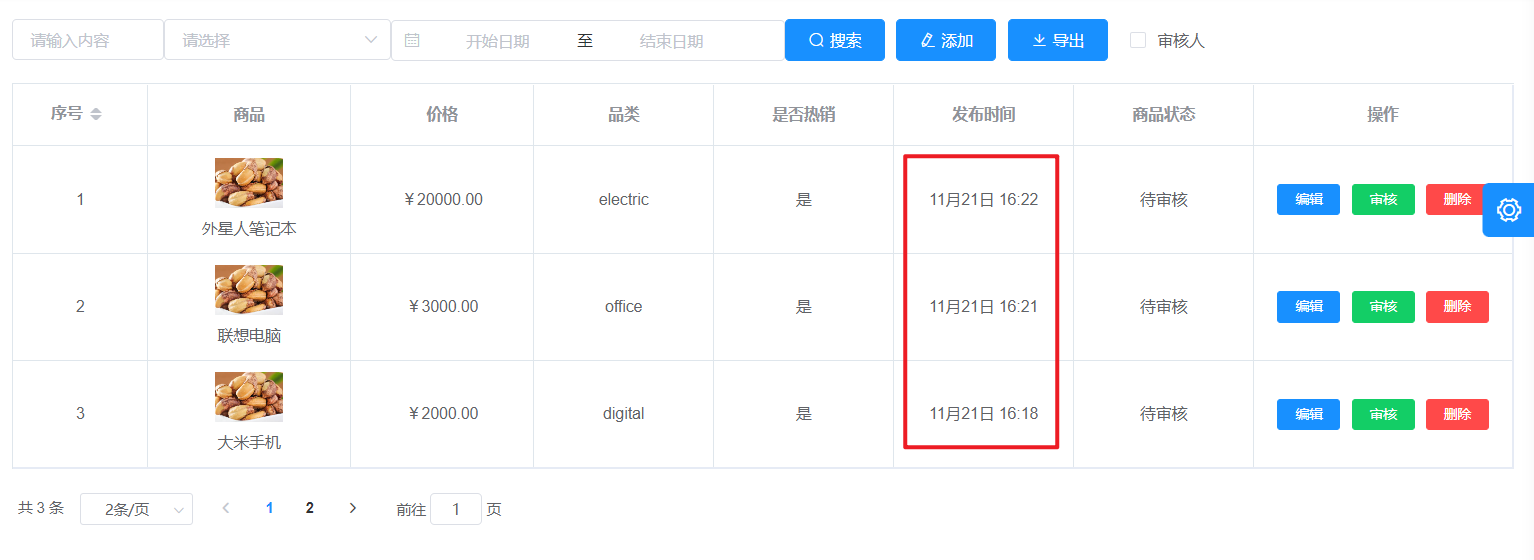 请输入内容 请选择 开始日期 至 结束日期 搜索 添加 导出 审核人
序号 商品 价格 品类 是否热销 发布时间 商品状态 操作
1 外星人笔记本 ￥20000.00 electric 是 11月21日 16:22 待审核 编辑 审核 删除
2 联想电脑 ￥3000.00 office 是 11月21日 16:21 待审核 编辑 审核 删除
3 大米手机 ￥2000.00 digital 是 11月21日 16:18 待审核 编辑 审核 删除
共 3 条 2条/页 1 2 前往 1 页